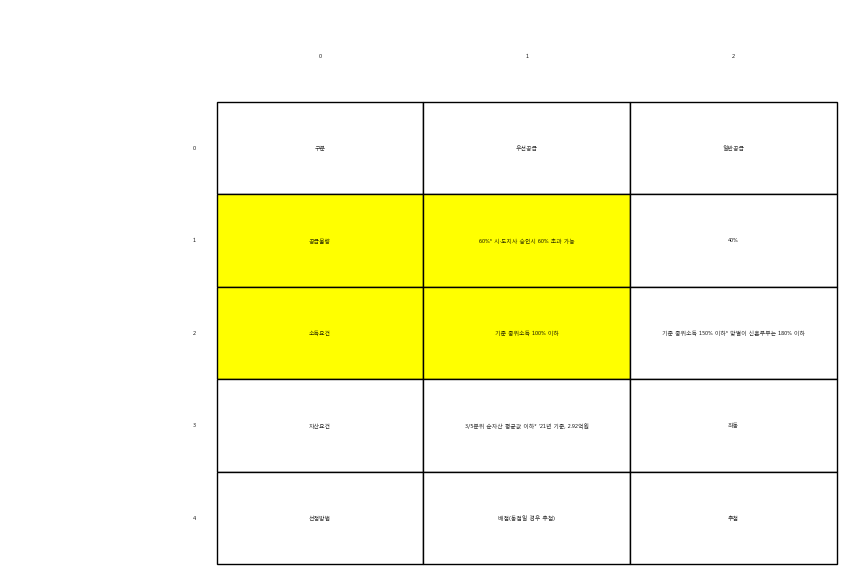 0 1 2
0 구분 우선공급 일반공급
1 공급물량 60%* 시·도지사 승인시 60% 초과 가능 40%
2 소득요건 기준 중위소득 100% 이하 기준 중위소득 150% 이하* 맞벌이 신혼부부는 180% 이하
3 자산요건 3/5분위 순자산 평균값 이하* '21년 기준, 2.92억원 좌동
4 선정방법 배점(동점일 경우 추첨) 추첨